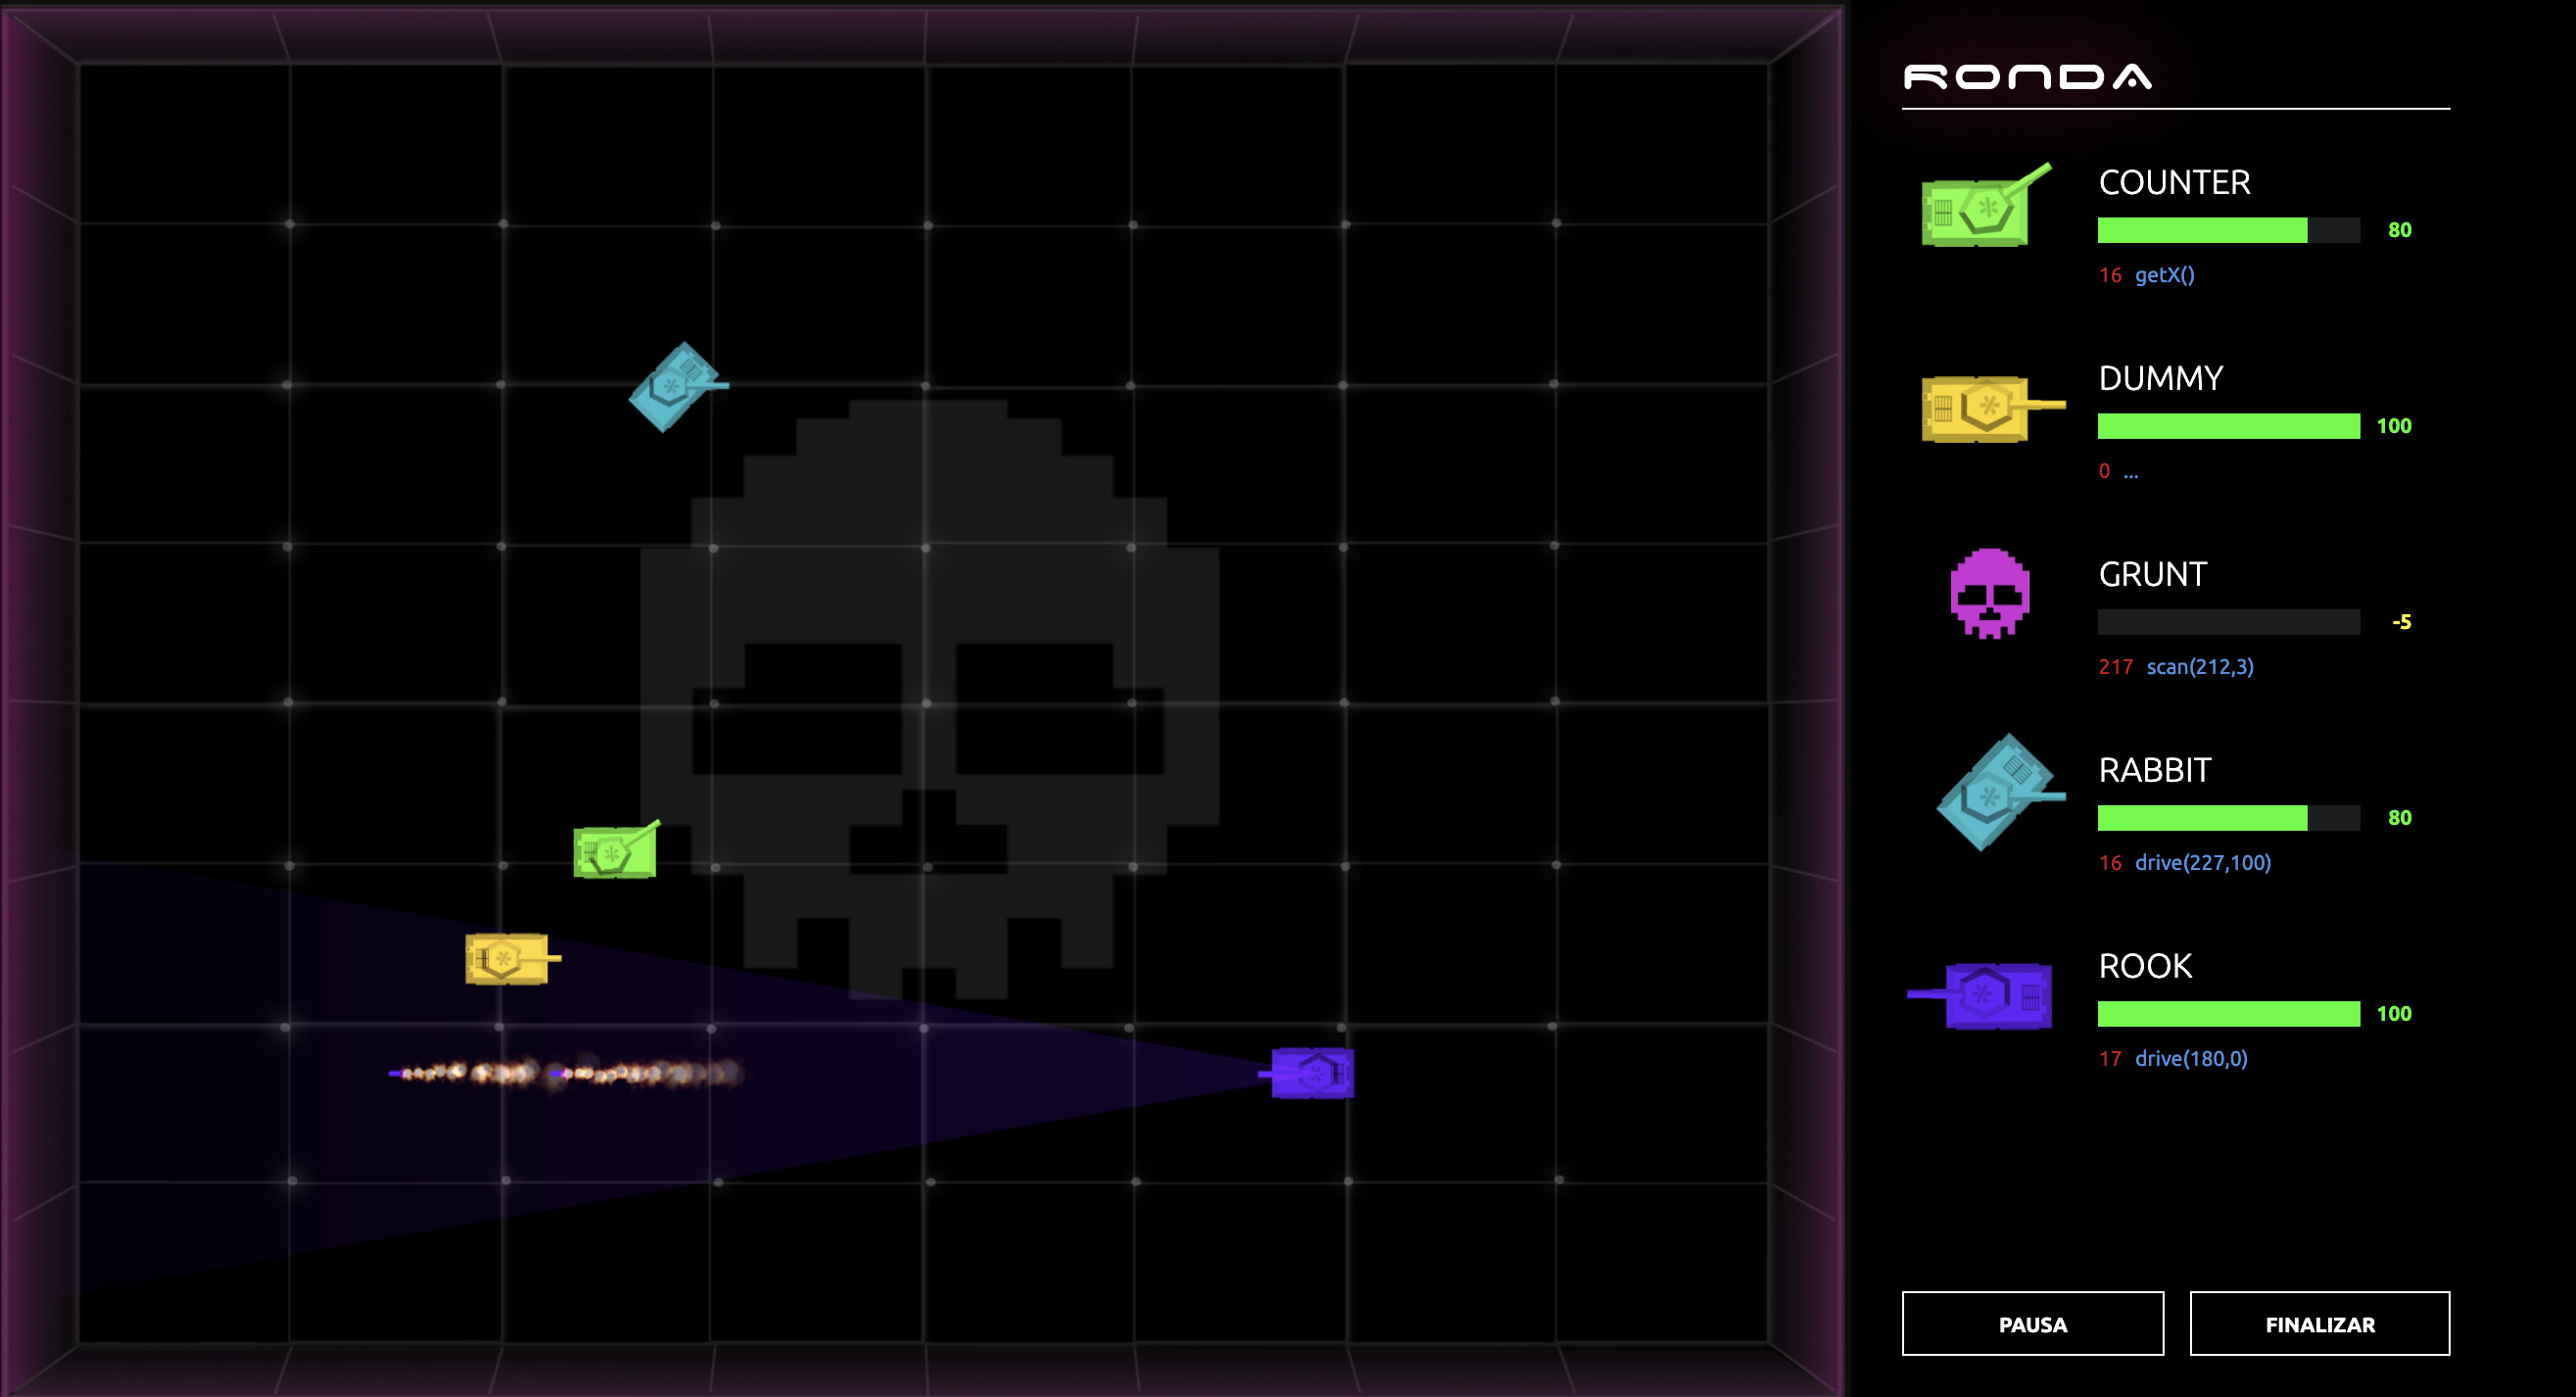 RONDA
COUNTER
80
16 getX()
DUMMY
100
0 ...
GRUNT
-5
217 scan(212,3)
RABBIT
80
16 drive(227,100)
ROOK
100
17 drive(180,0)
PAUSA FINALIZAR